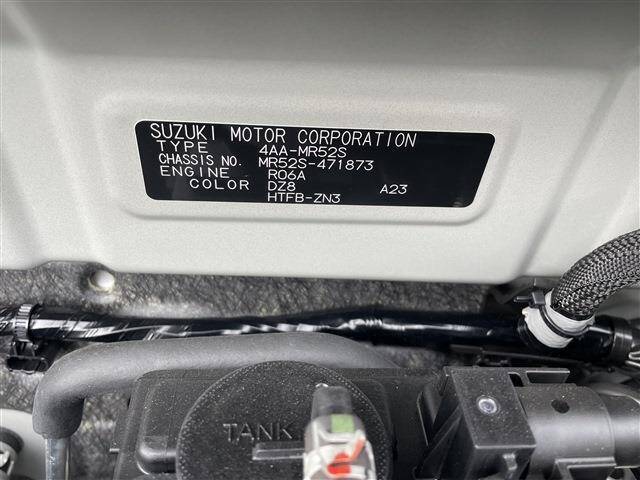 SUZUKI MOTOR CORPORATION
TYPE 4AA-MR52S
CHASSIS NO. MR52S-471873
ENGINE R06A
COLOR DZ8 A23
HTFB-ZN3
TANK